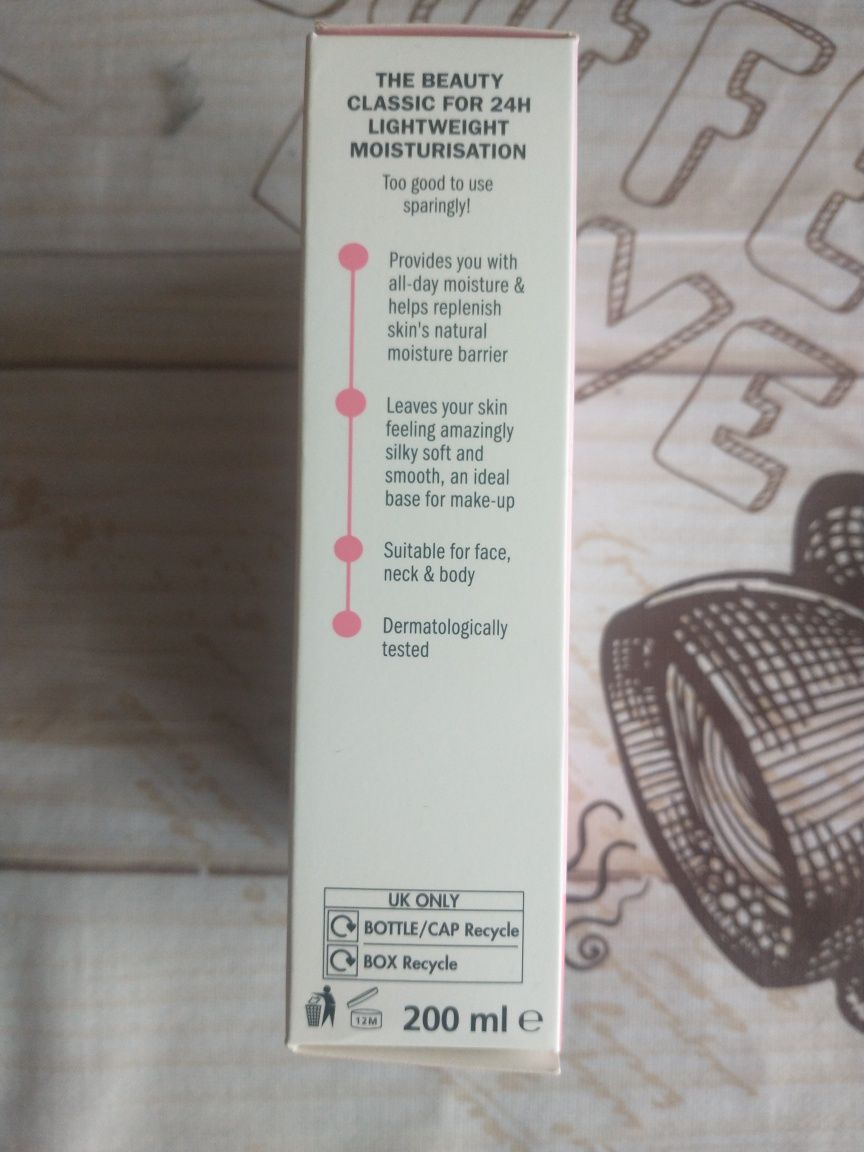 THE BEAUTY
CLASSIC FOR 24H
LIGHTWEIGHT
MOISTURISATION
Too good to use
sparingly!
Provides you with
all-day moisture &
helps replenish
skin's natural
moisture barrier
Leaves your skin
feeling amazingly
silky soft and
smooth, an ideal
base for make-up
Suitable for face,
neck & body
Dermatologically
tested
UK ONLY
BOTTLE/CAP Recycle
BOX Recycle
12M
200 ml ℮